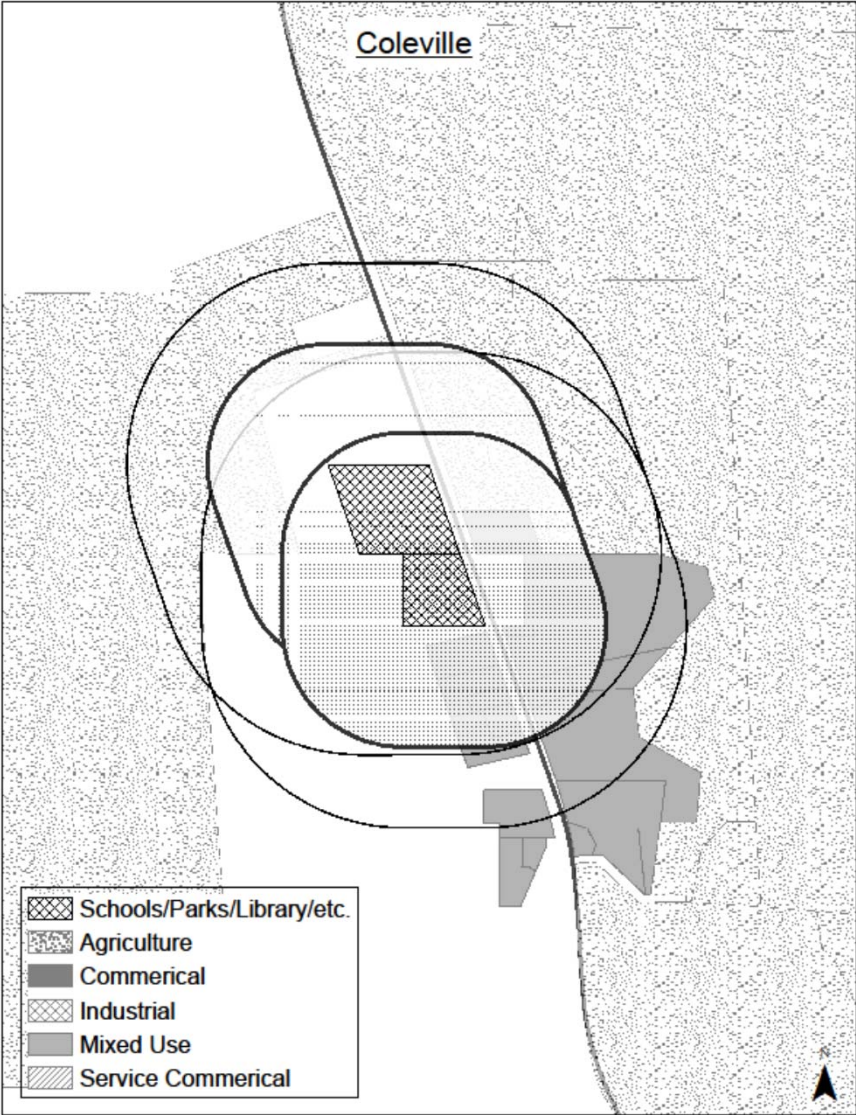 Coleville
Schools/Parks/Library/etc.
Agriculture
Commerical
Industrial
Mixed Use
Service Commerical
N